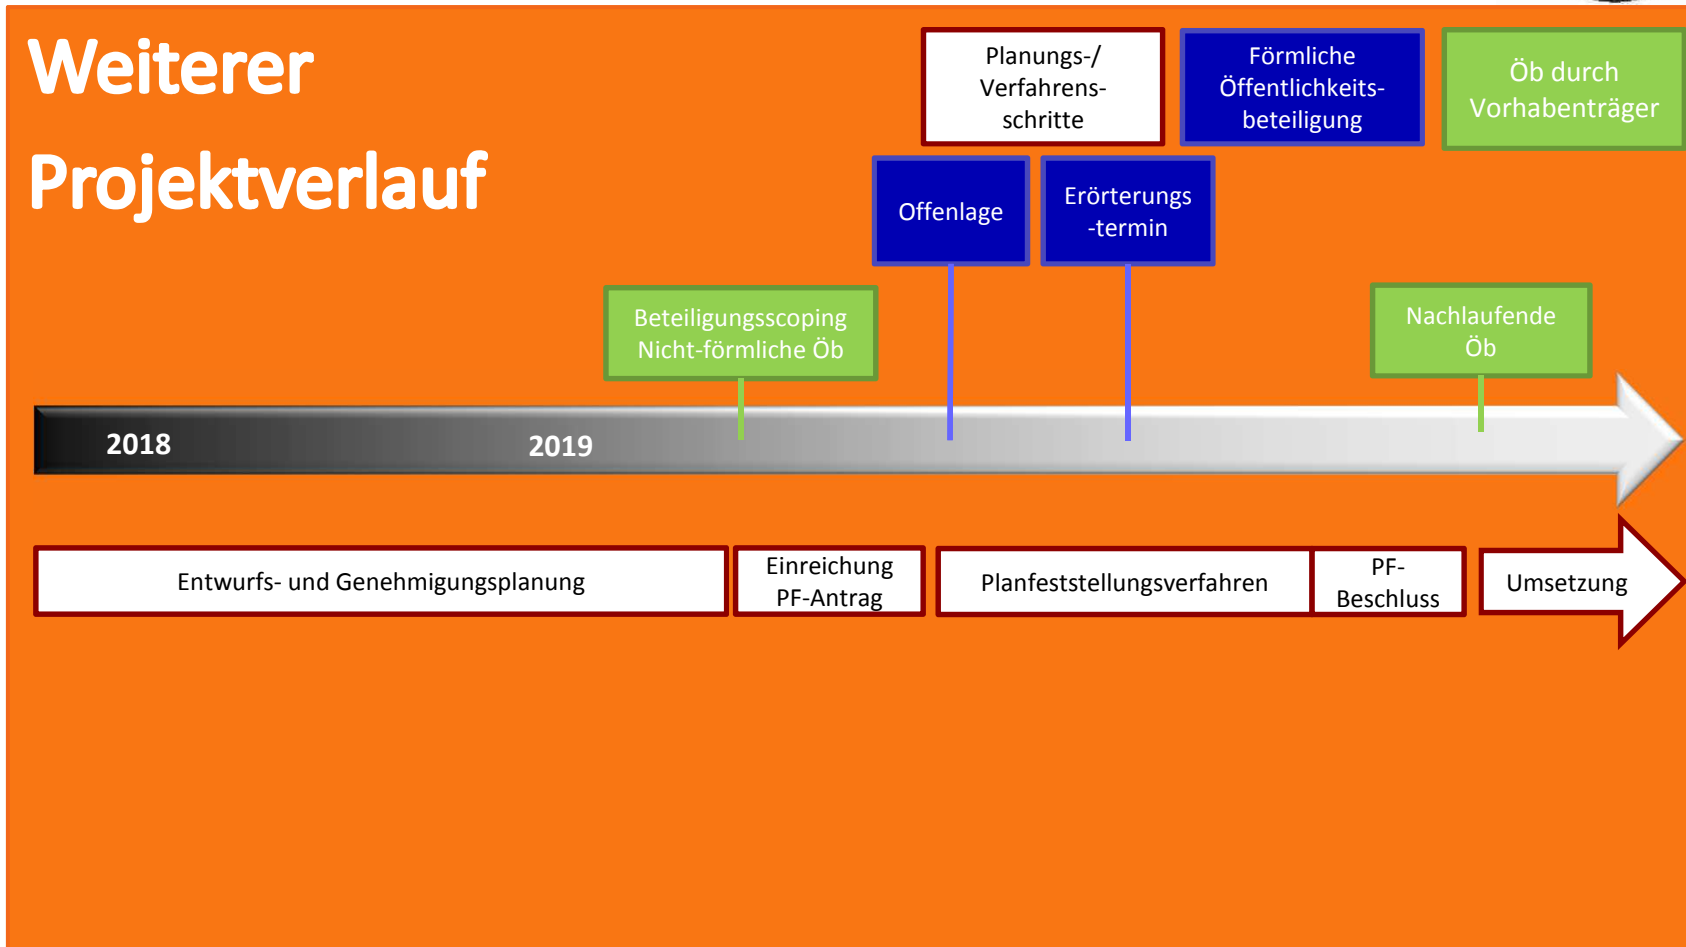 Weiterer
Projektverlauf
Planungs-/
Verfahrens-
schritte
Förmliche
Öffentlichkeits-
beteiligung
Öb durch
Vorhabenträger
Offenlage
Erörterungs
-termin
Beteiligungsscoping
Nicht-förmliche Öb
Nachlaufende
Öb
2018
2019
Entwurfs- und Genehmigungsplanung
Einreichung
PF-Antrag
Planfeststellungsverfahren
PF-
Beschluss
Umsetzung